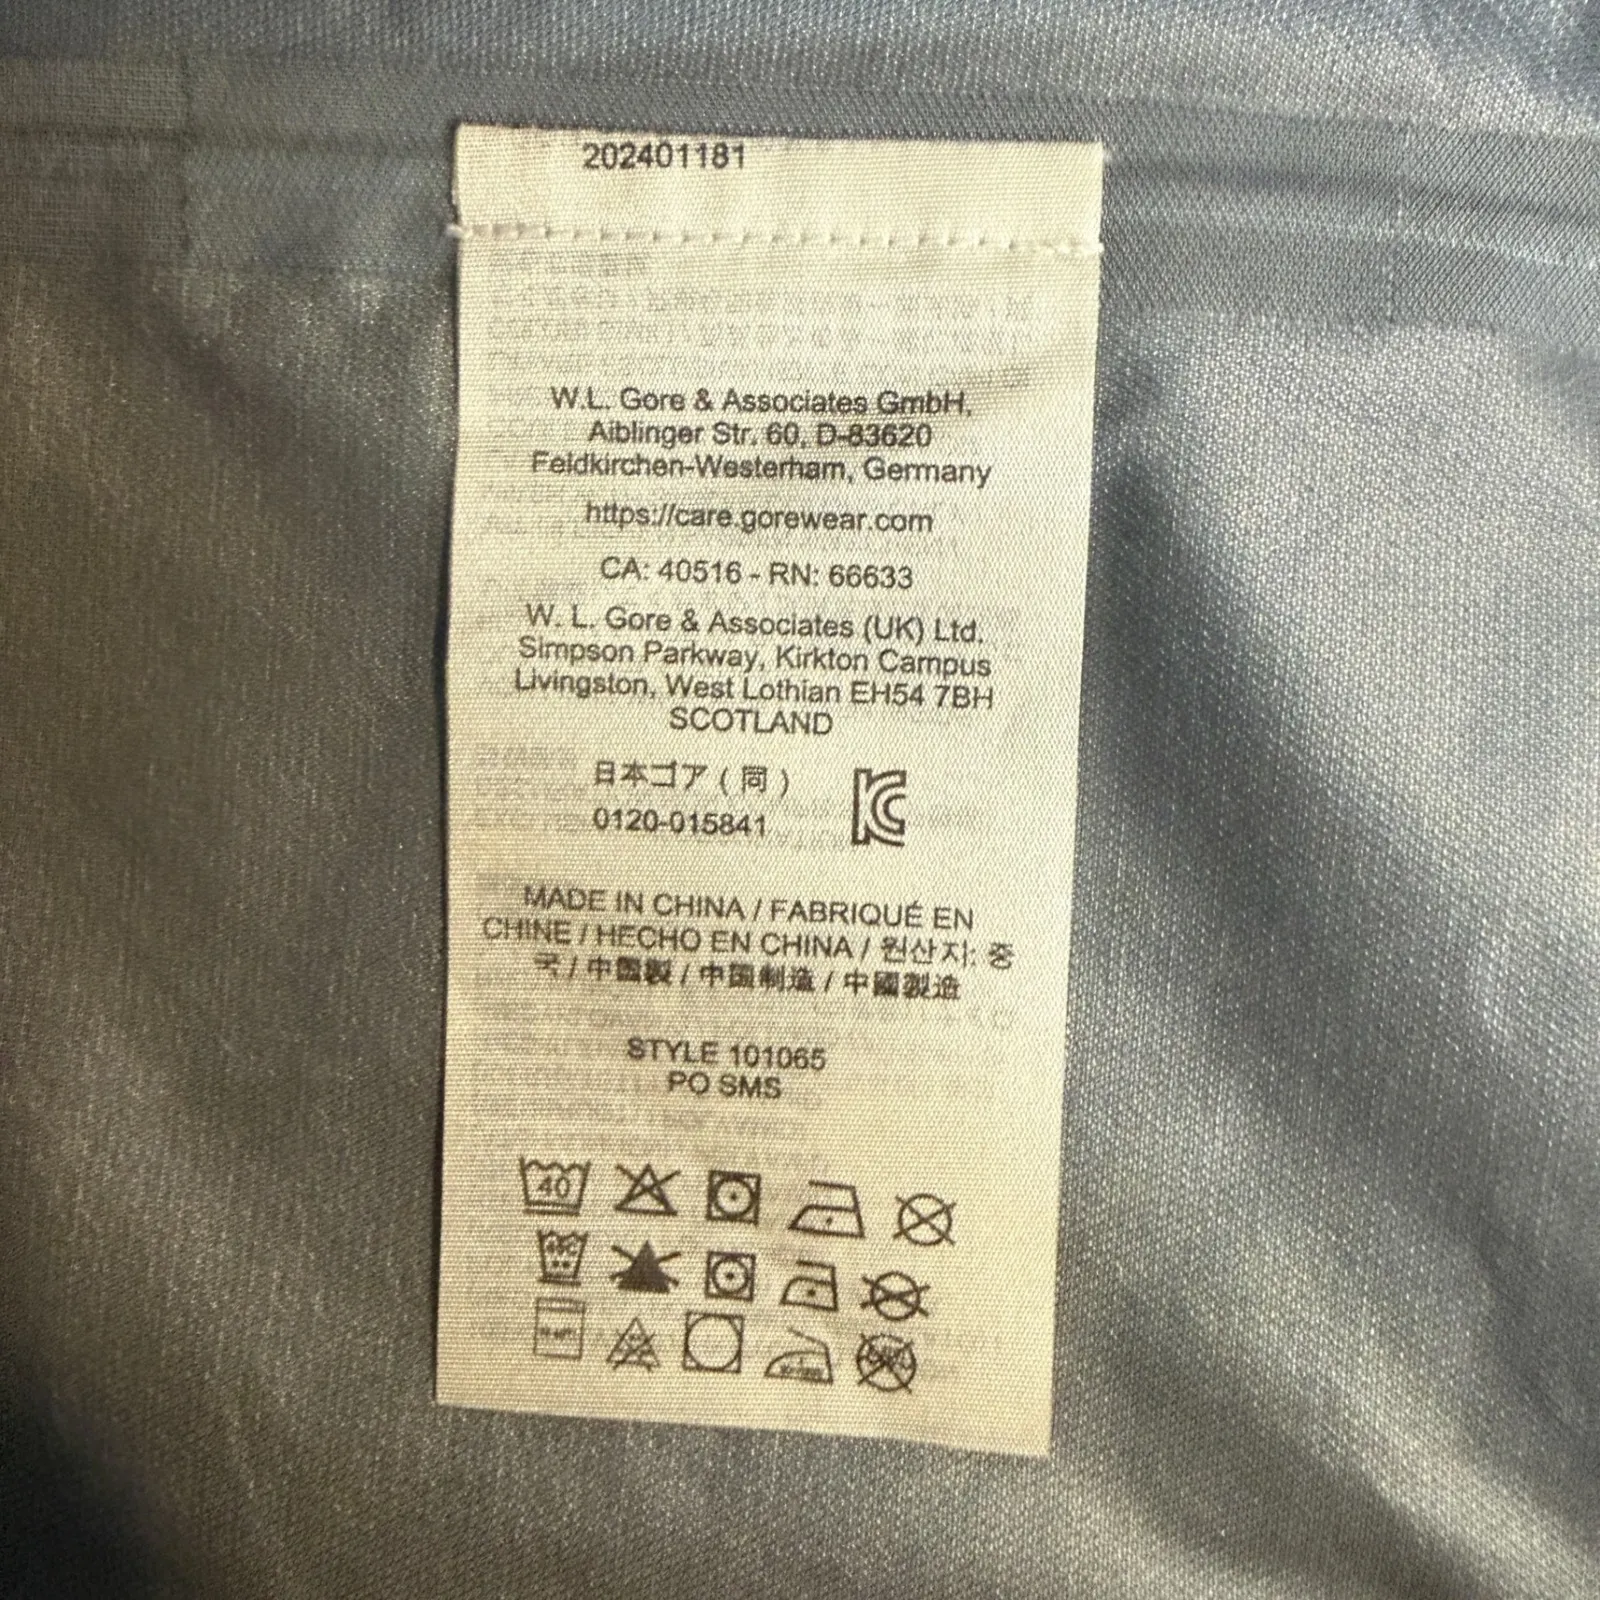 202401181
W.L. Gore & Associates GmbH,
Aiblinger Str. 60, D-83620
Feldkirchen-Westerham, Germany
https://care.gorewear.com
CA: 40516 - RN: 66633
W. L. Gore & Associates (UK) Ltd.
Simpson Parkway, Kirkton Campus
Livingston, West Lothian EH54 7BH
SCOTLAND
日本ゴア ( 同 )
0120-015841
MADE IN CHINA / FABRIQUÉ EN
CHINE / HECHO EN CHINA / 원산지: 중
국 / 中國製 / 中国制造 / 中國製造
STYLE 101065
PO SMS
40